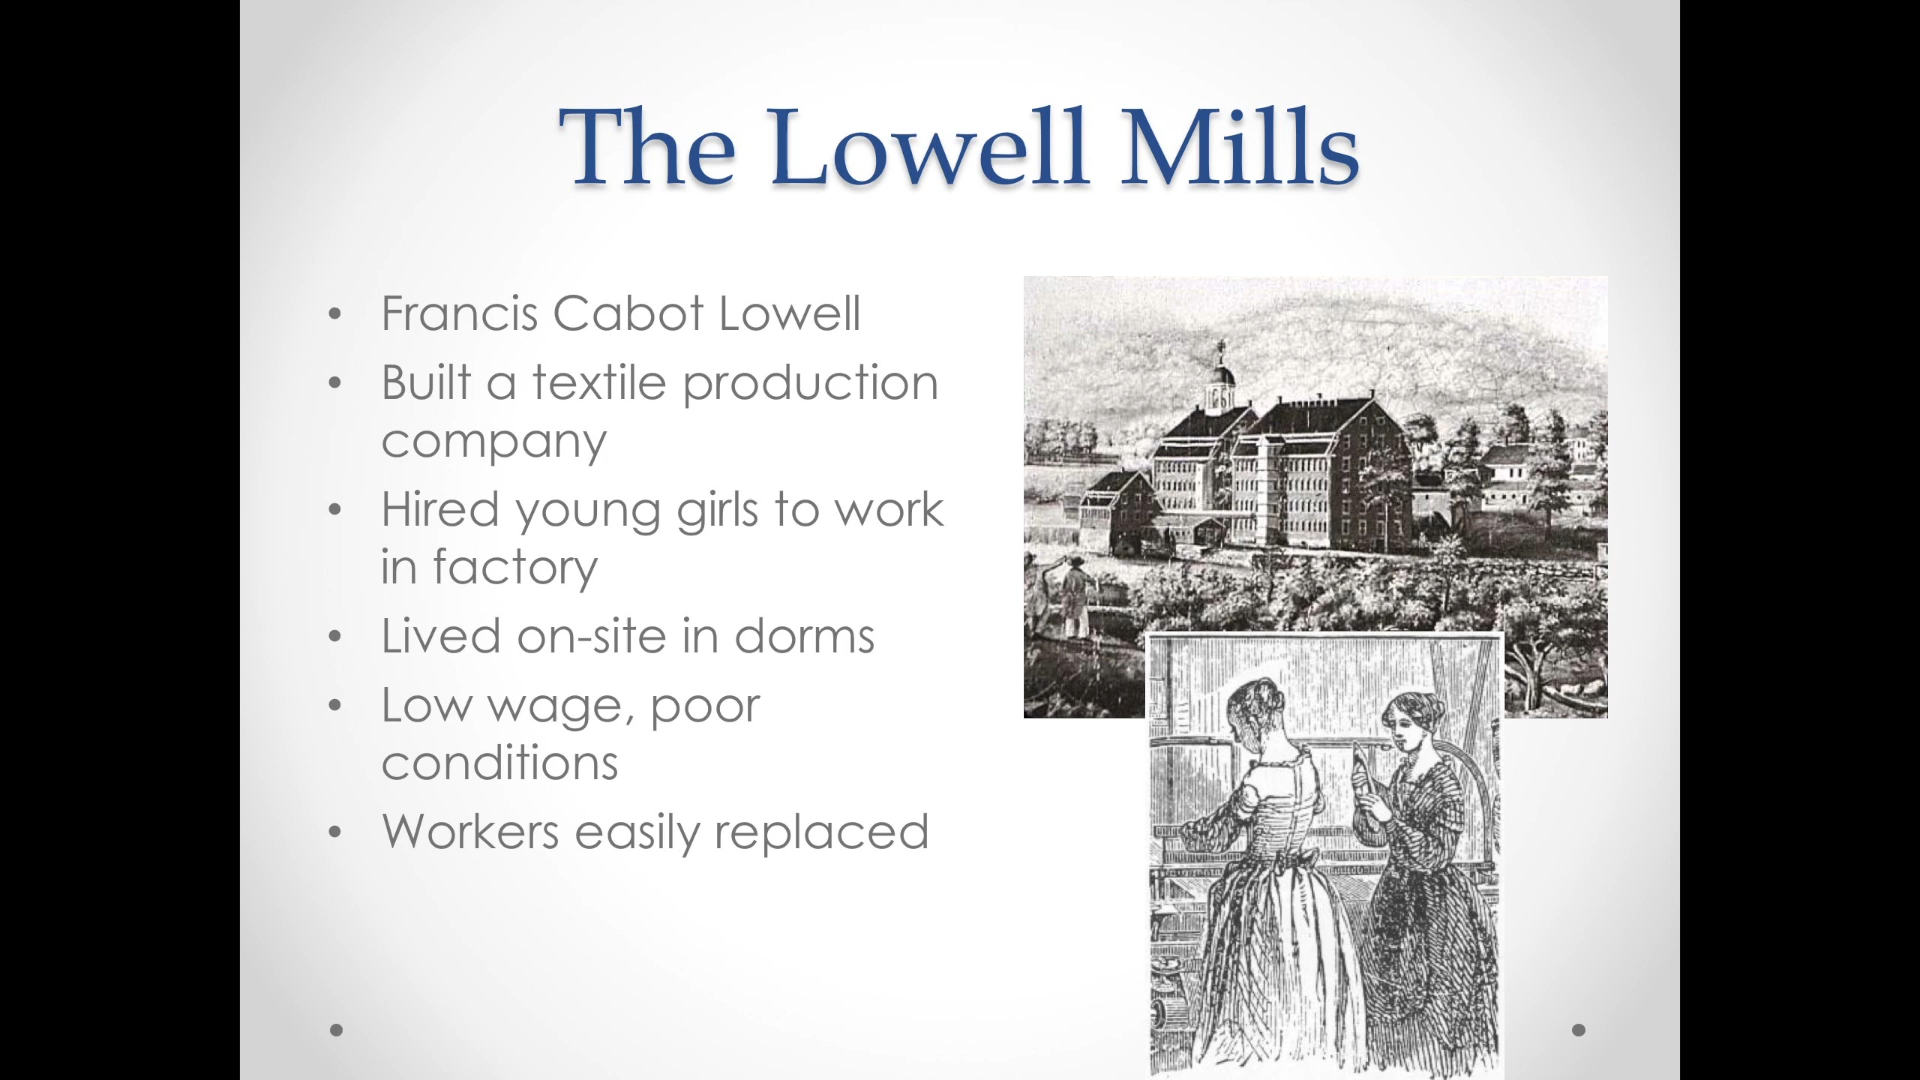 The Lowell Mills
• Francis Cabot Lowell
• Built a textile production
company
• Hired young girls to work
in factory
• Lived on-site in dorms
• Low wage, poor
conditions
• Workers easily replaced